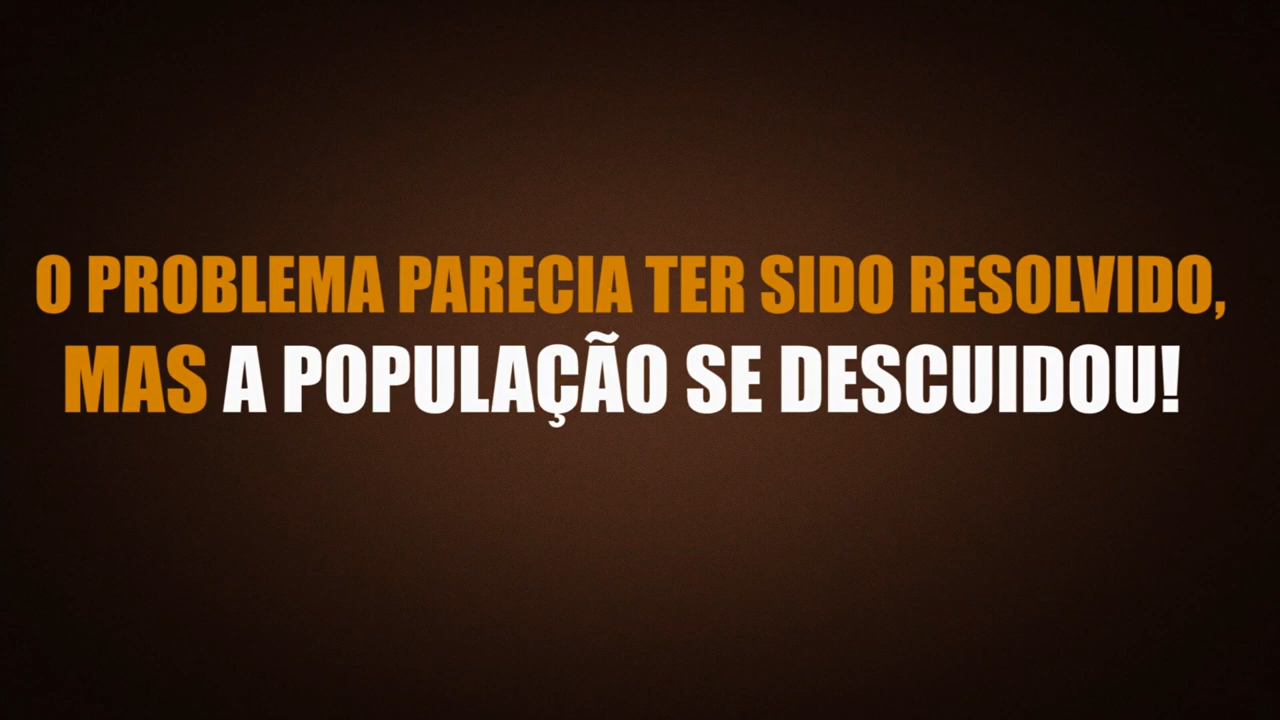 O PROBLEMA PARECIA TER SIDO RESOLVIDO,
MAS A POPULAÇÃO SE DESCUIDOU!